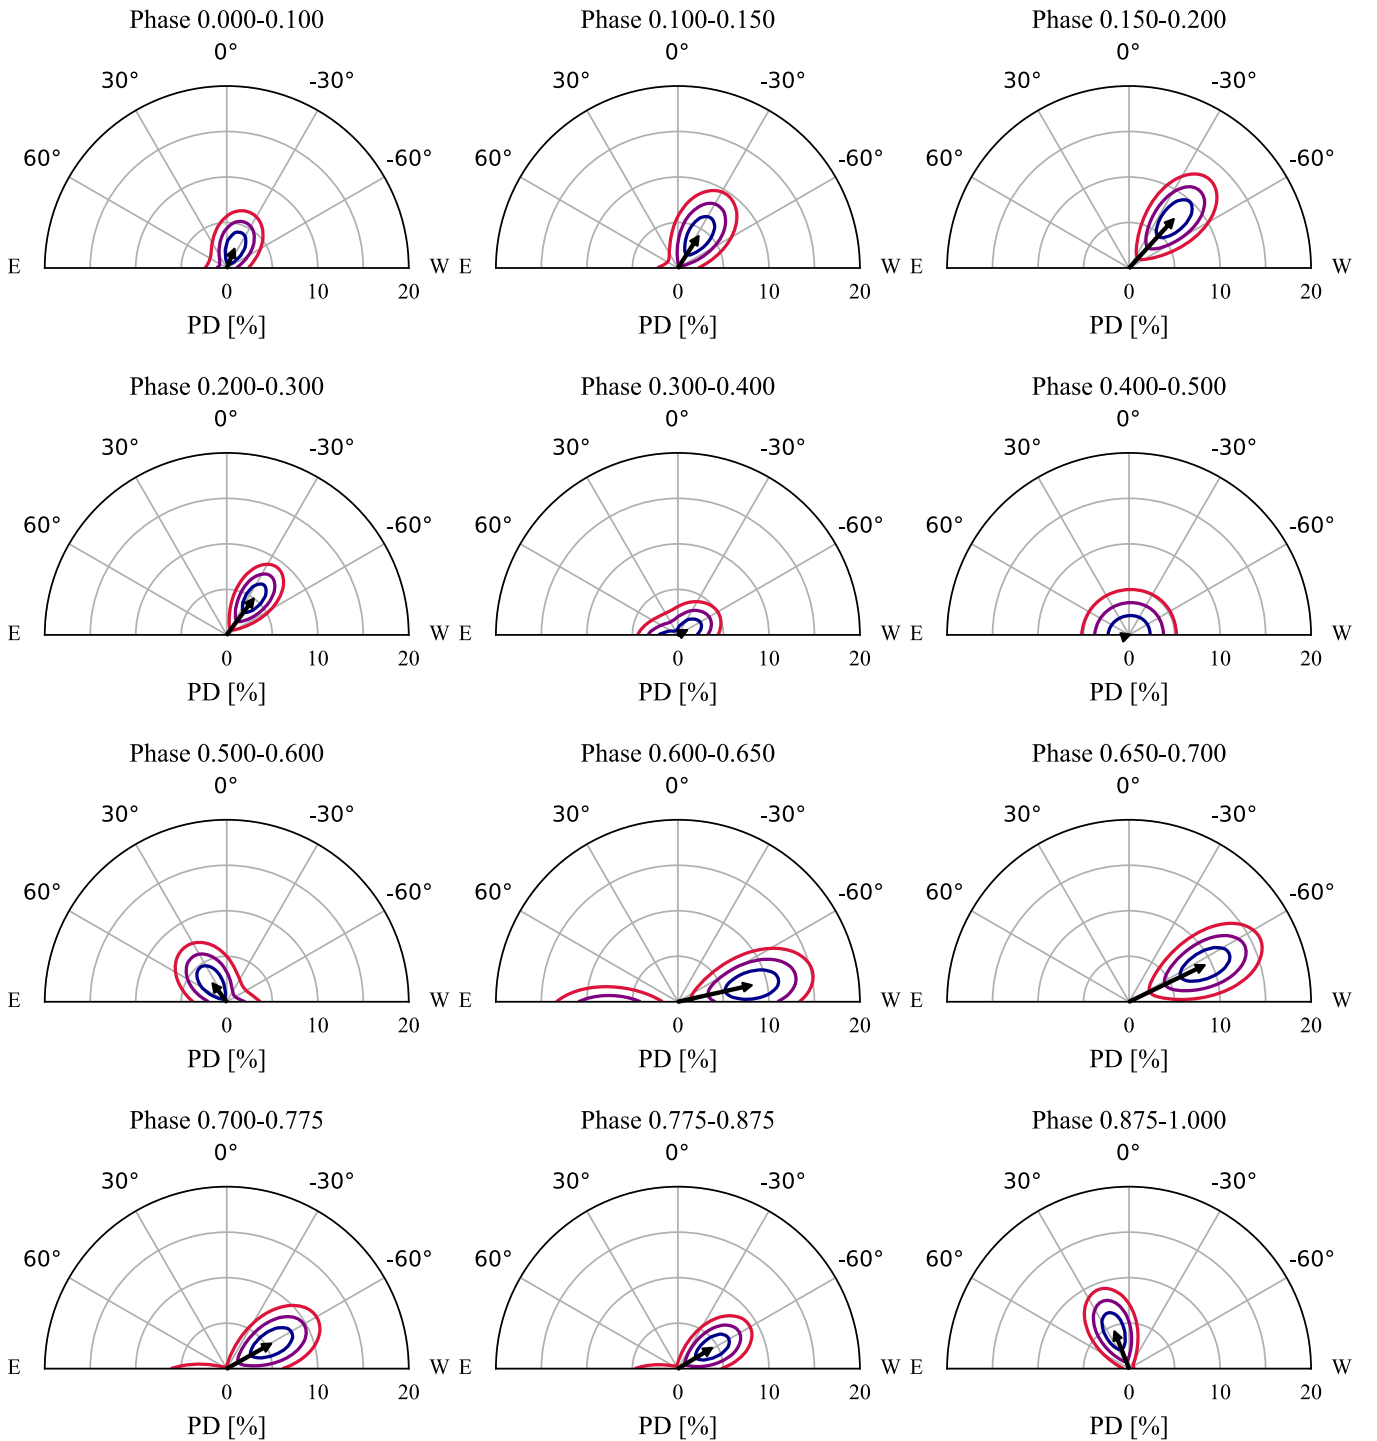 Phase 0.000-0.100 Phase 0.100-0.150 Phase 0.150-0.200
0° 0° 0°
30° -30° 30° -30° 30° -30°
60° -60° 60° -60° 60° -60°
E W E W E W
0 10 20 0 10 20 0 10 20
PD [%] PD [%] PD [%]
Phase 0.200-0.300 Phase 0.300-0.400 Phase 0.400-0.500
0° 0° 0°
30° -30° 30° -30° 30° -30°
60° -60° 60° -60° 60° -60°
E W E W E W
0 10 20 0 10 20 0 10 20
PD [%] PD [%] PD [%]
Phase 0.500-0.600 Phase 0.600-0.650 Phase 0.650-0.700
0° 0° 0°
30° -30° 30° -30° 30° -30°
60° -60° 60° -60° 60° -60°
E W E W E W
0 10 20 0 10 20 0 10 20
PD [%] PD [%] PD [%]
Phase 0.700-0.775 Phase 0.775-0.875 Phase 0.875-1.000
0° 0° 0°
30° -30° 30° -30° 30° -30°
60° -60° 60° -60° 60° -60°
E W E W E W
0 10 20 0 10 20 0 10 20
PD [%] PD [%] PD [%]